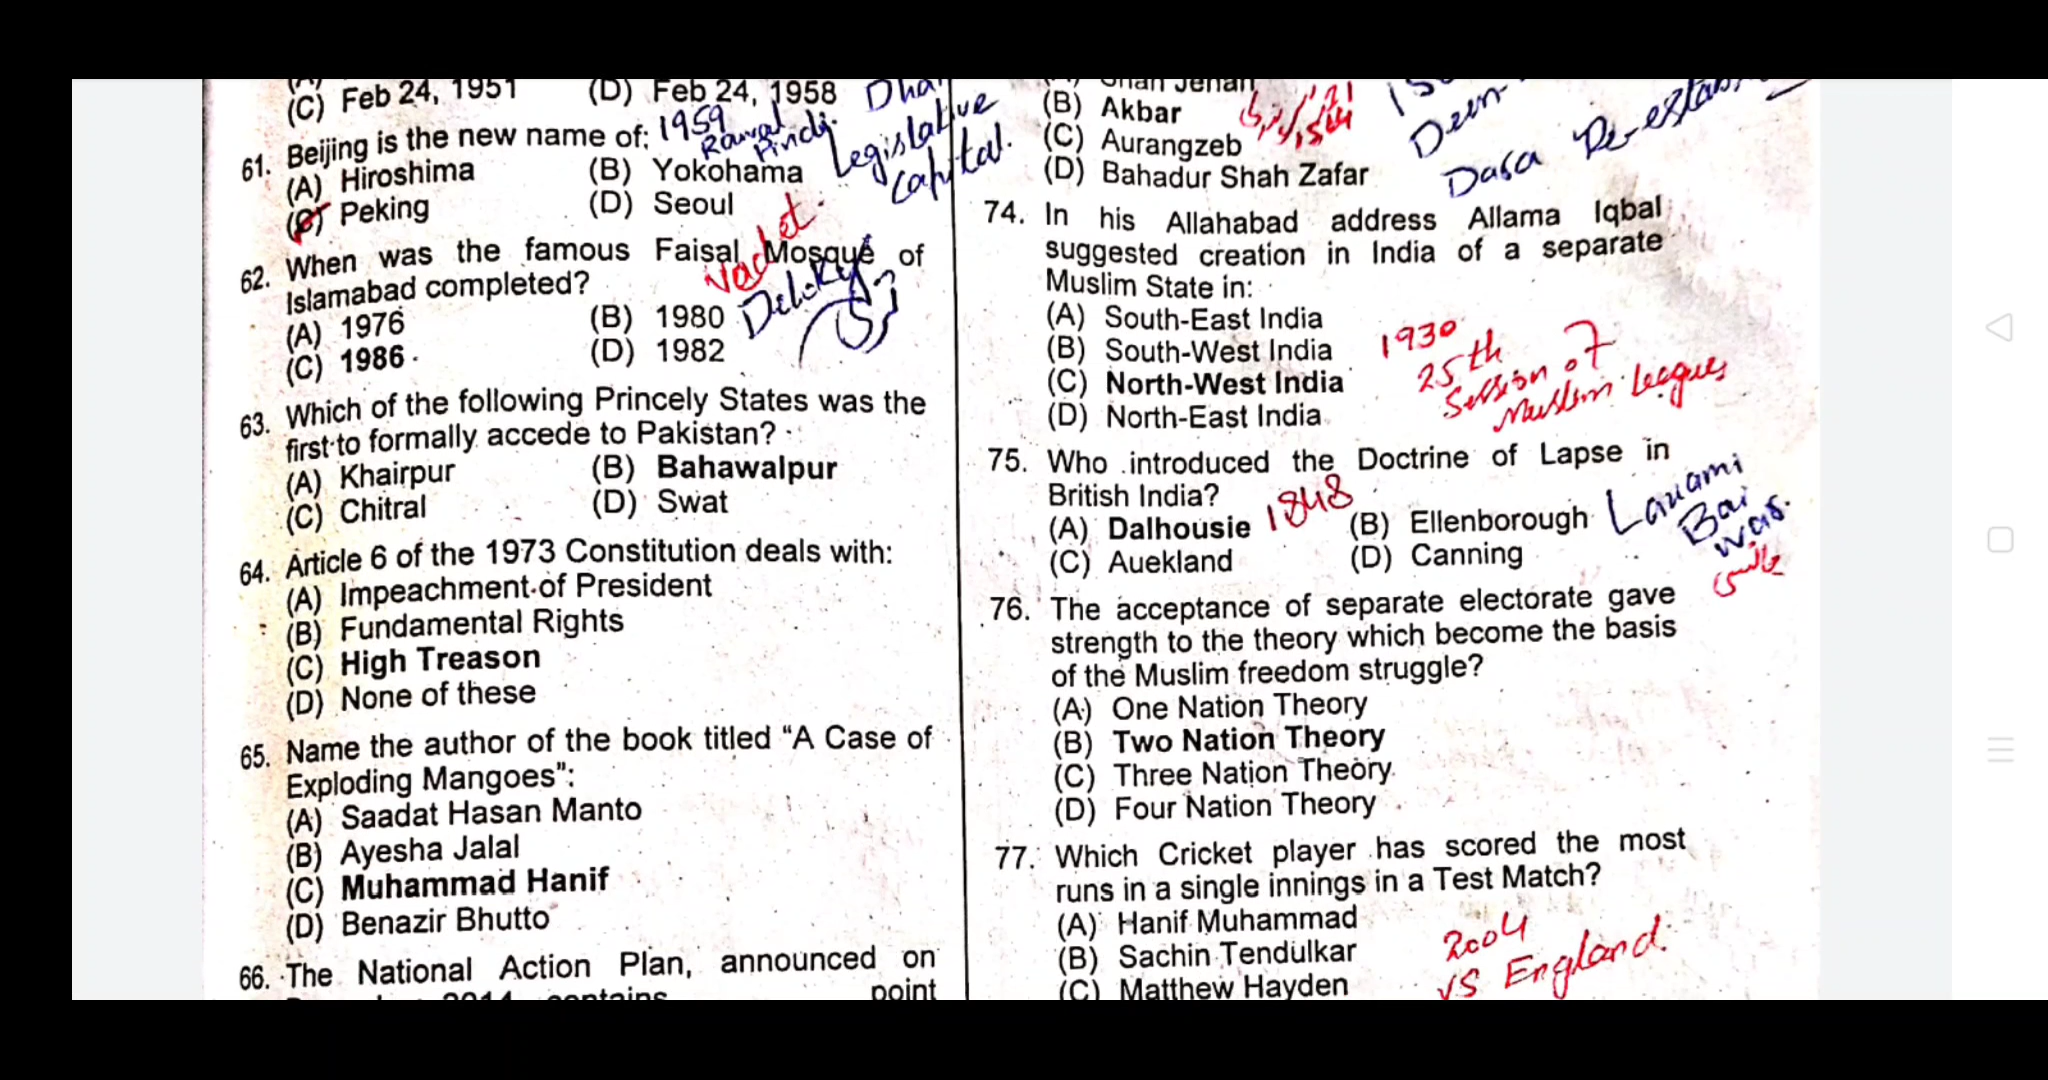 (C) Feb 24, 1951 (D) Feb 24, 1958
1959
Rawal
Pindi.
Legislative
capital.
61. Beijing is the new name of:
(A) Hiroshima (B) Yokohama
Peking (D) Seoul
62. When was the famous Faisal Mosque of
Islamabad completed?
(A) 1976 (B) 1980
(C) 1986 (D) 1982
63. Which of the following Princely States was the
first to formally accede to Pakistan?
(A) Khairpur (B) Bahawalpur
(C) Chitral (D) Swat
64. Article 6 of the 1973 Constitution deals with:
(A) Impeachment of President
(B) Fundamental Rights
(C) High Treason
(D) None of these
65. Name the author of the book titled “A Case of
Exploding Mangoes”:
(A) Saadat Hasan Manto
(B) Ayesha Jalal
(C) Muhammad Hanif
(D) Benazir Bhutto
66. The National Action Plan, announced on
2014 contains point
Shah Jehan
(B) Akbar
(C) Aurangzeb
(D) Bahadur Shah Zafar
74. In his Allahabad address Allama Iqbal
suggested creation in India of a separate
Muslim State in:
(A) South-East India
(B) South-West India
(C) North-West India
(D) North-East India
1930
25th
Session of
Muslim League
75. Who introduced the Doctrine of Lapse in
British India? 1848
(A) Dalhousie (B) Ellenborough
(C) Auekland (D) Canning
Bai
was.
76. The acceptance of separate electorate gave
strength to the theory which become the basis
of the Muslim freedom struggle?
(A) One Nation Theory
(B) Two Nation Theory
(C) Three Nation Theory
(D) Four Nation Theory
77. Which Cricket player has scored the most
runs in a single innings in a Test Match?
(A) Hanif Muhammad
(B) Sachin Tendulkar
(C) Matthew Hayden
2004
VS England.